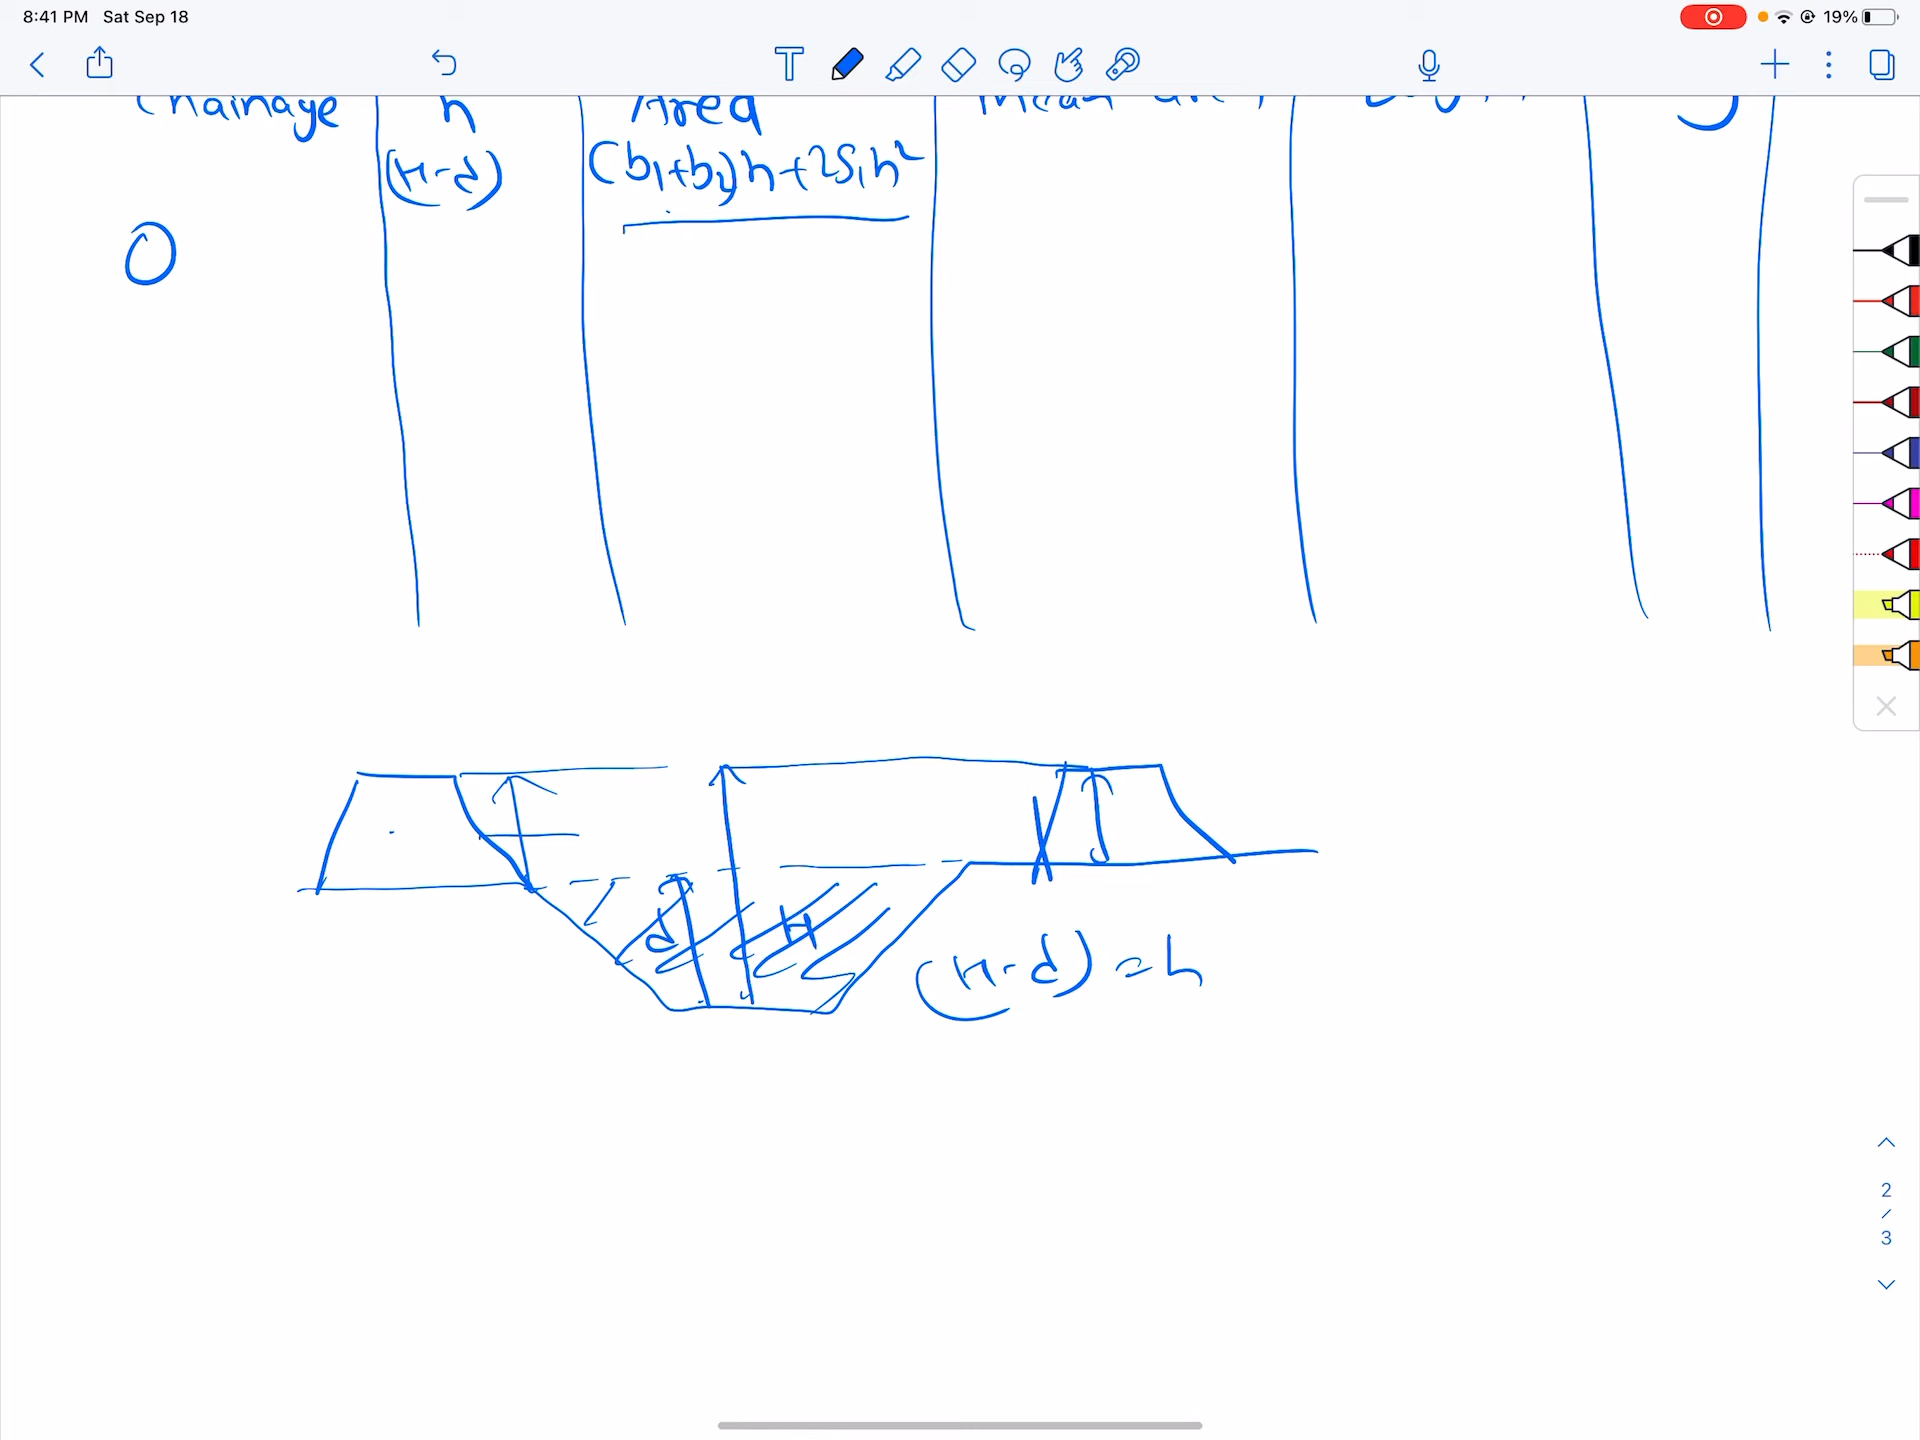 8:41 PM Sat Sep 18
19%
Chainage h Area
(H-d) (b₁+b₂)h+2S₁h²
0
d H
(H-d) = h
2
/
3